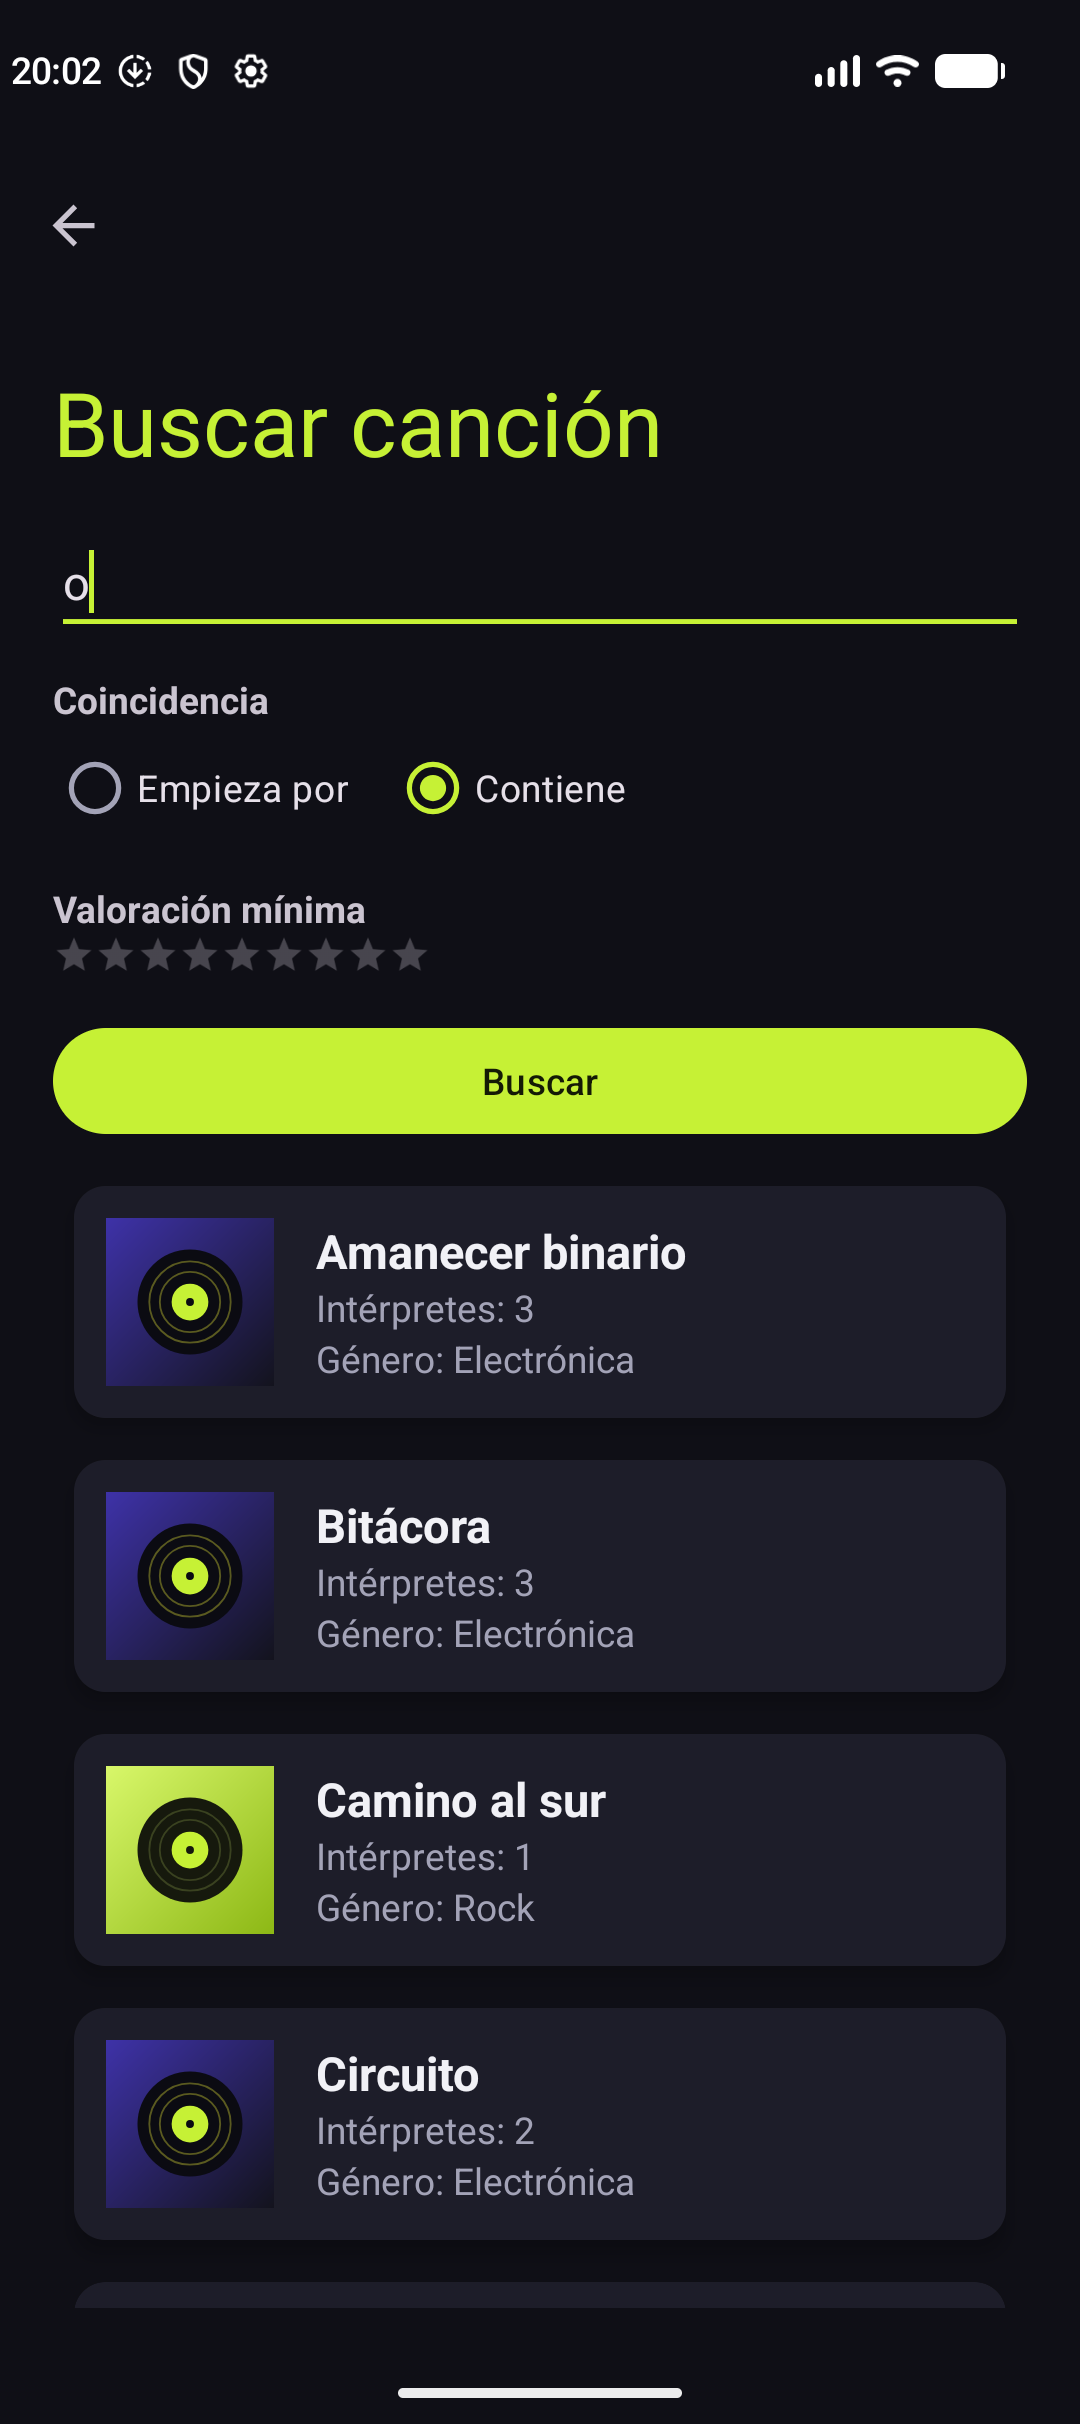 20:02
Buscar canción
o
Coincidencia
Empieza por
Contiene
Valoración mínima
Buscar
Amanecer binario
Intérpretes: 3
Género: Electrónica
Bitácora
Intérpretes: 3
Género: Electrónica
Camino al sur
Intérpretes: 1
Género: Rock
Circuito
Intérpretes: 2
Género: Electrónica